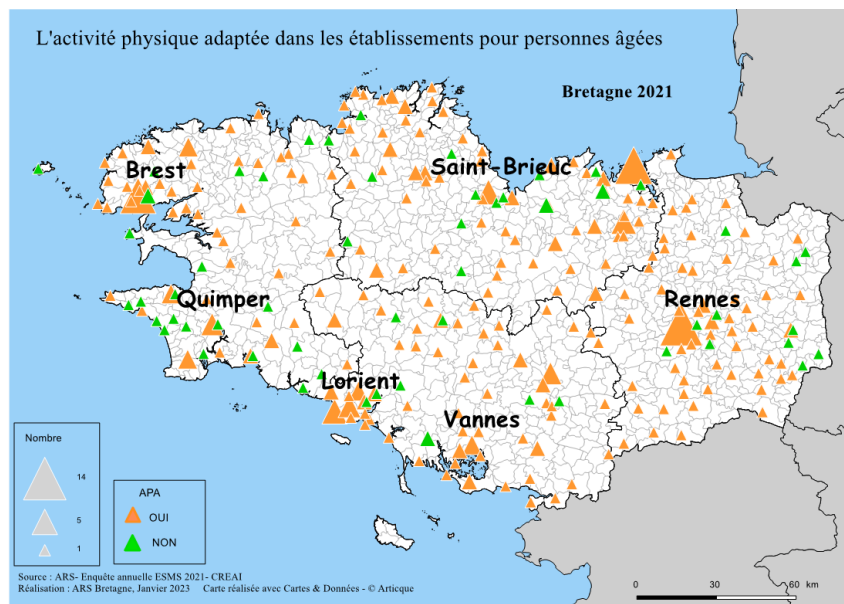 L'activité physique adaptée dans les établissements pour personnes âgées
Bretagne 2021
Saint-Brieuc
Brest
Quimper
Rennes
Lorient
Vannes
Nombre
14
5
1
APA
OUI
NON
Source : ARS- Enquête annuelle ESMS 2021- CREAI
Réalisation : ARS Bretagne, Janvier 2023 Carte réalisée avec Cartes & Données - © Articque
0 30 60 km